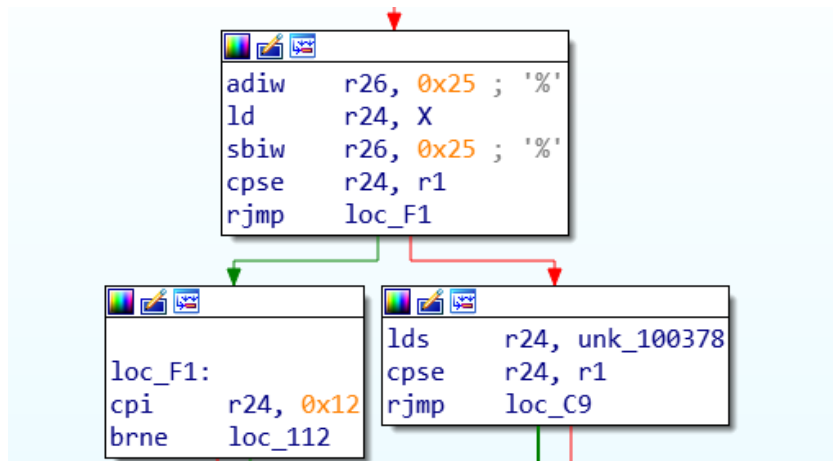 adiw r26, 0x25 ; '%'
ld r24, X
sbiw r26, 0x25 ; '%'
cpse r24, r1
rjmp loc_F1
loc_F1:
cpi r24, 0x12
brne loc_112
lds r24, unk_100378
cpse r24, r1
rjmp loc_C9